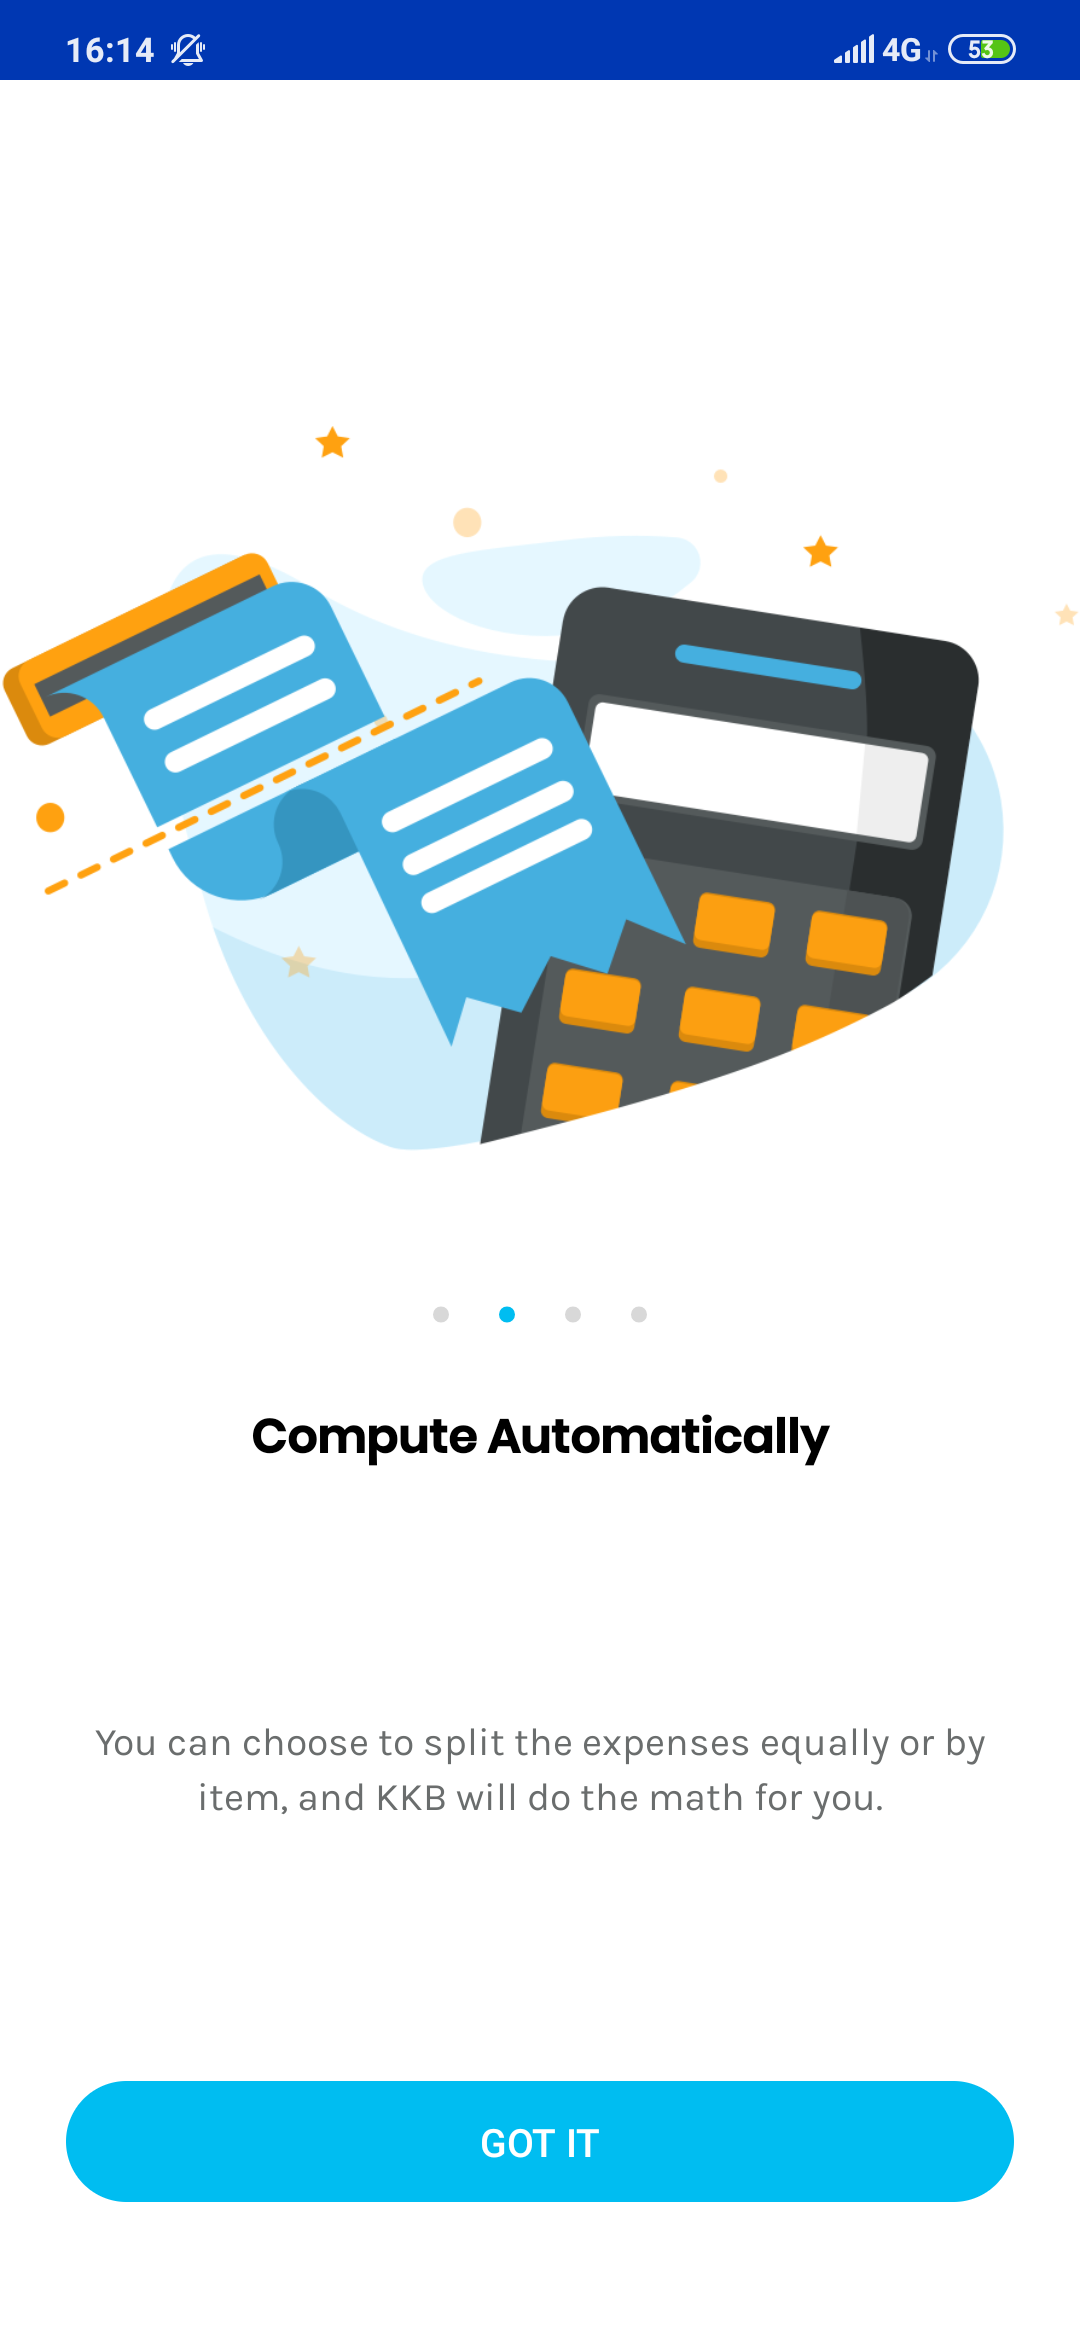 16:14
4G 53
Compute Automatically
You can choose to split the expenses equally or by
item, and KKB will do the math for you.
GOT IT